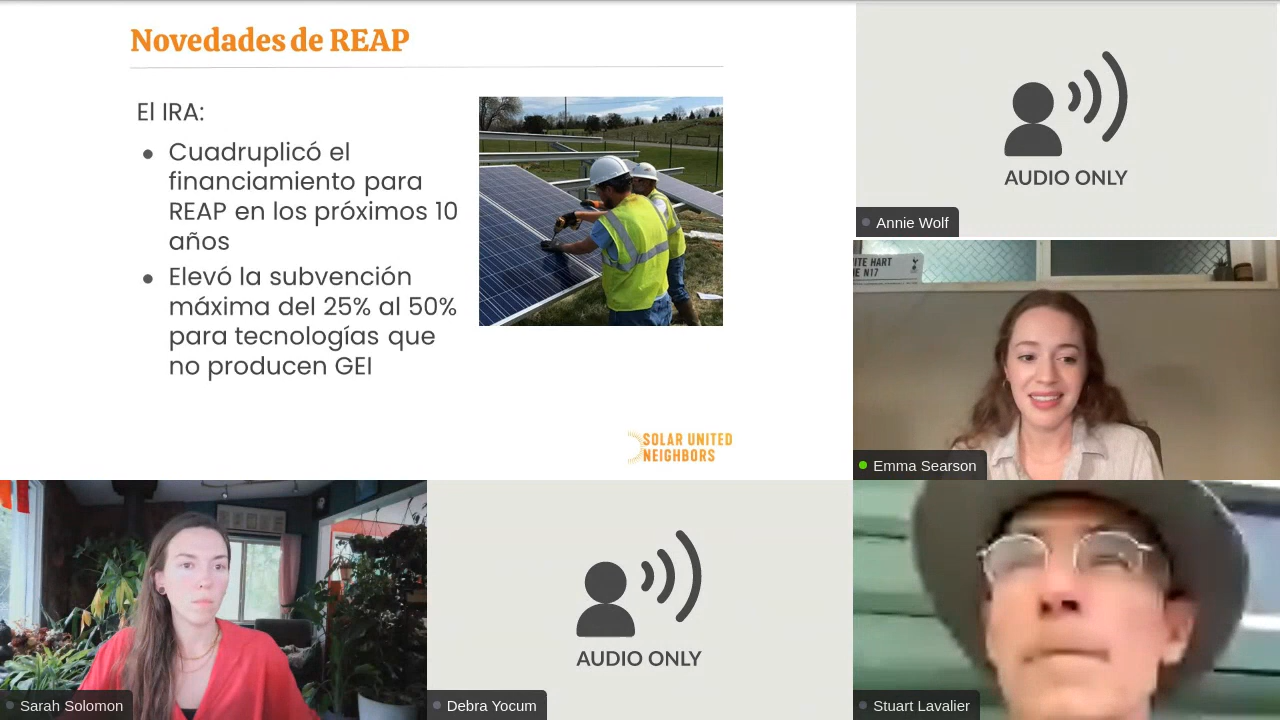 Novedades de REAP
El IRA:
● Cuadruplicó el
financiamiento para
REAP en los próximos 10
años
● Elevó la subvención
máxima del 25% al 50%
para tecnologías que
no producen GEI
SOLAR UNITED
NEIGHBORS
AUDIO ONLY
Annie Wolf
HART
N17
Emma Searson
Sarah Solomon
AUDIO ONLY
Debra Yocum
Stuart Lavalier